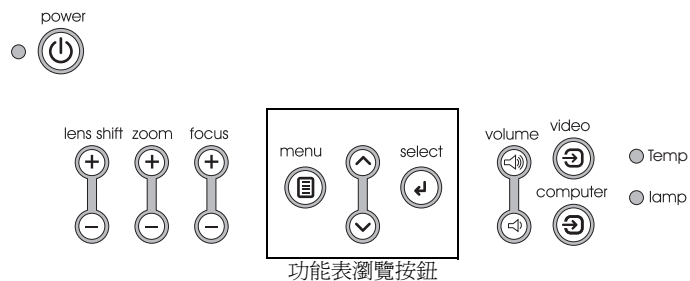 power
lens shift zoom focus
menu
select
volume
video
computer
Temp
lamp
功能表瀏覽按鈕